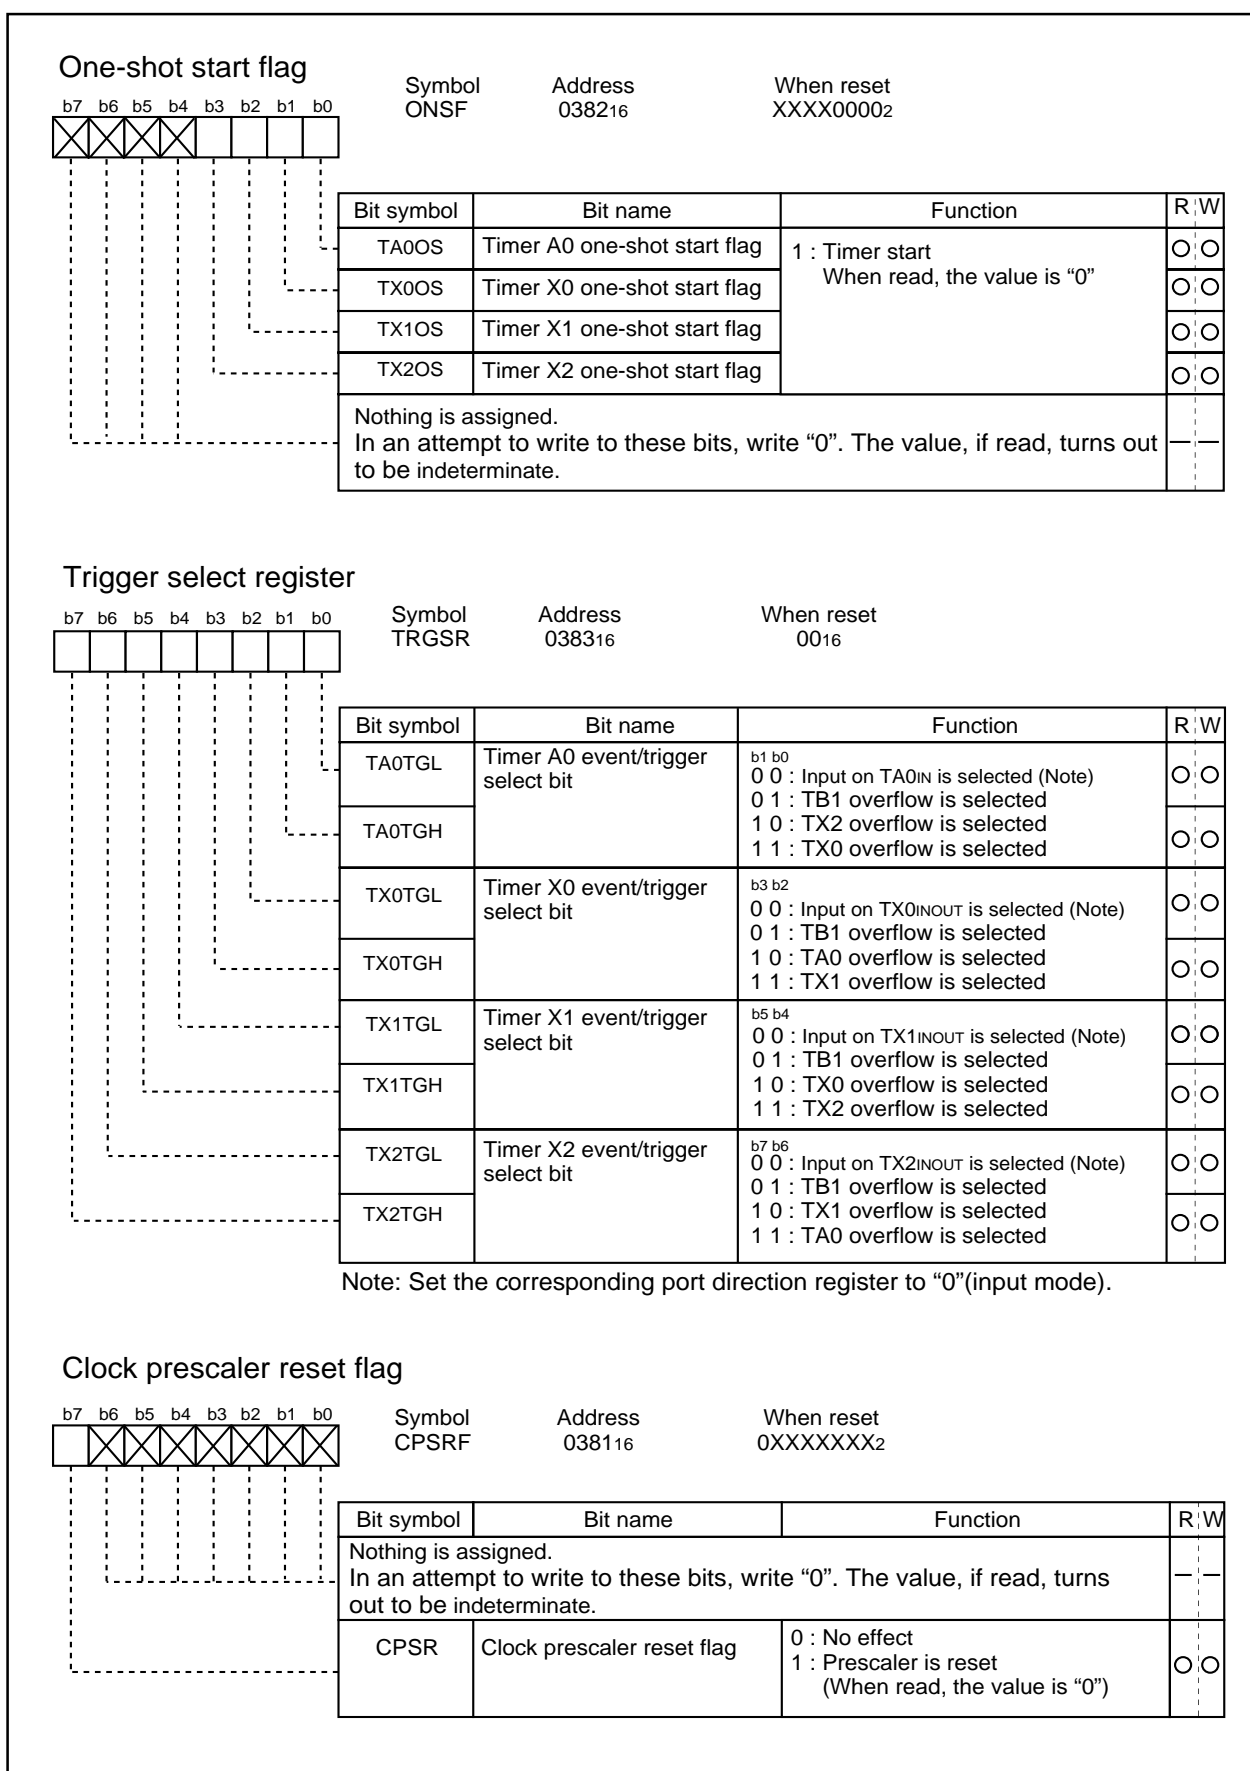 One-shot start flag
Symbol Address When reset
ONSF 038216 XXXX00002
b7 b6 b5 b4 b3 b2 b1 b0
Bit symbol Bit name Function R W
TA0OS Timer A0 one-shot start flag 1 : Timer start
When read, the value is “0”
TX0OS Timer X0 one-shot start flag
TX1OS Timer X1 one-shot start flag
TX2OS Timer X2 one-shot start flag
Nothing is assigned.
In an attempt to write to these bits, write “0”. The value, if read, turns out
to be indeterminate.
Trigger select register
Symbol Address When reset
TRGSR 038316 0016
b7 b6 b5 b4 b3 b2 b1 b0
Bit symbol Bit name Function R W
TA0TGL Timer A0 event/trigger
select bit
b1 b0
0 0 : Input on TA0IN is selected (Note)
0 1 : TB1 overflow is selected
TA0TGH 1 0 : TX2 overflow is selected
1 1 : TX0 overflow is selected
TX0TGL Timer X0 event/trigger
select bit
b3 b2
0 0 : Input on TX0INOUT is selected (Note)
0 1 : TB1 overflow is selected
TX0TGH 1 0 : TA0 overflow is selected
1 1 : TX1 overflow is selected
TX1TGL Timer X1 event/trigger
select bit
b5 b4
0 0 : Input on TX1INOUT is selected (Note)
0 1 : TB1 overflow is selected
TX1TGH 1 0 : TX0 overflow is selected
1 1 : TX2 overflow is selected
TX2TGL Timer X2 event/trigger
select bit
b7 b6
0 0 : Input on TX2INOUT is selected (Note)
0 1 : TB1 overflow is selected
TX2TGH 1 0 : TX1 overflow is selected
1 1 : TA0 overflow is selected
Note: Set the corresponding port direction register to “0”(input mode).
Clock prescaler reset flag
Symbol Address When reset
CPSRF 038116 0XXXXXXX2
b7 b6 b5 b4 b3 b2 b1 b0
Bit symbol Bit name Function R W
Nothing is assigned.
In an attempt to write to these bits, write “0”. The value, if read, turns
out to be indeterminate.
CPSR Clock prescaler reset flag 0 : No effect
1 : Prescaler is reset
(When read, the value is “0”)